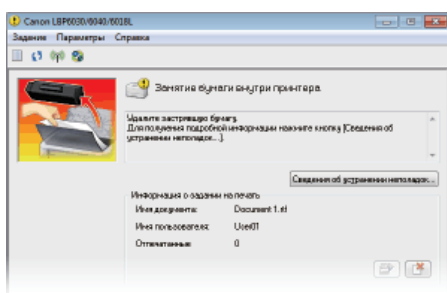 Canon LBP6030/6040/6018L
Задание Параметры Справка
Замятие бумаги внутри принтера
Удалите застрявшую бумагу.
Для получения подробной информации нажмите кнопку [Сведения об
устранении неполадок...].
Сведения об устранении неполадок...
Информация о задании на печать
Имя документа: Document 1.rtf
Имя пользователя: User01
Отпечатанные: 0